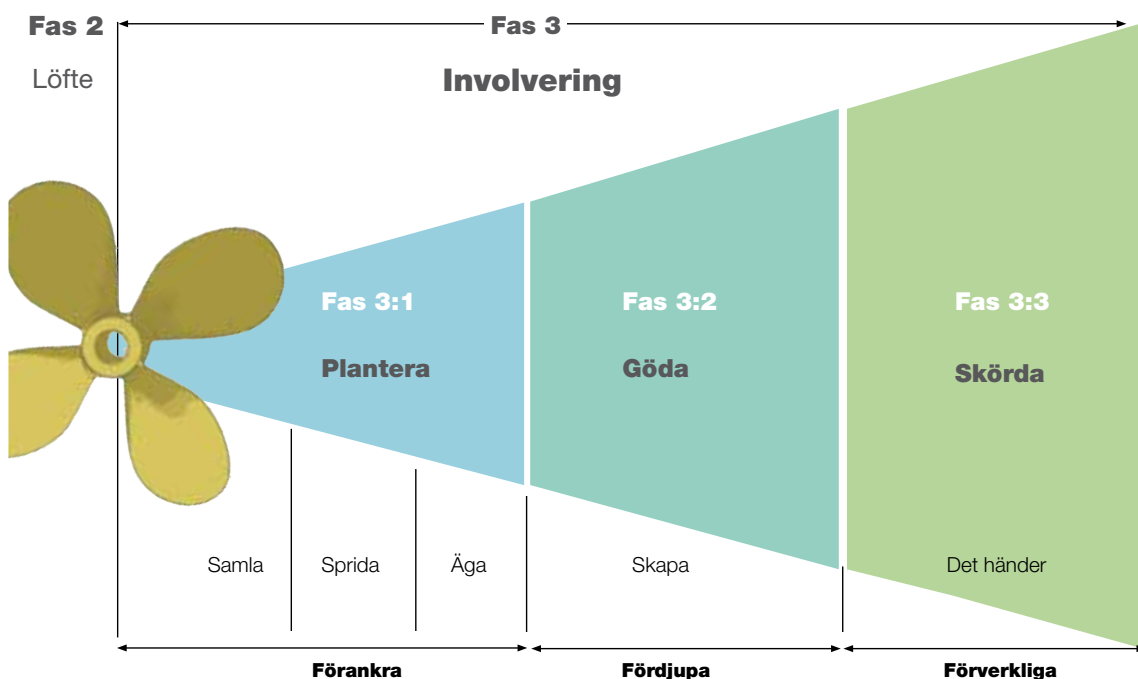 Fas 2
Fas 3
Löfte
Involvering
Fas 3:1
Fas 3:2
Fas 3:3
Plantera
Göda
Skörda
Samla
Sprida
Äga
Skapa
Det händer
Förankra
Fördjupa
Förverkliga